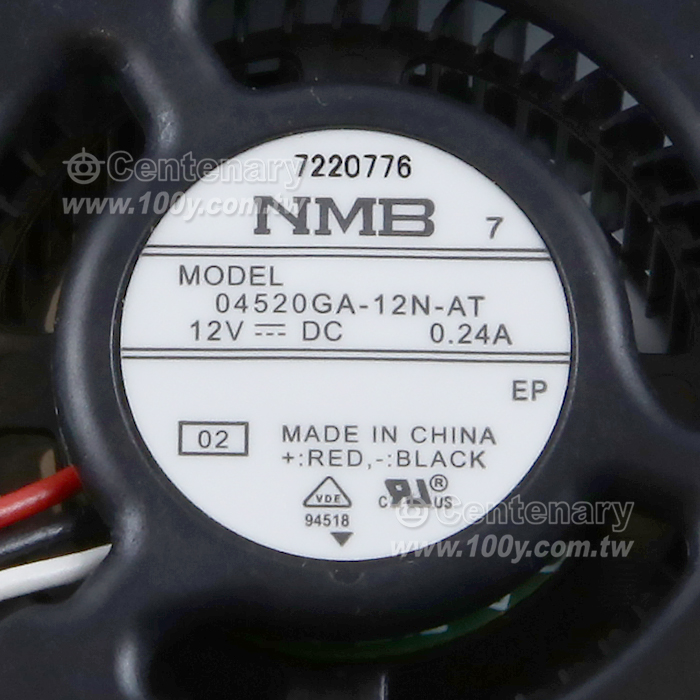 7220776
Centenary
www.100y.com.tw
NMB 7
MODEL
04520GA-12N-AT
12V ⎓ DC 0.24A
EP
02 MADE IN CHINA
+:RED,-:BLACK
VDE
94518
C RU ® US
Centenary
www.100y.com.tw